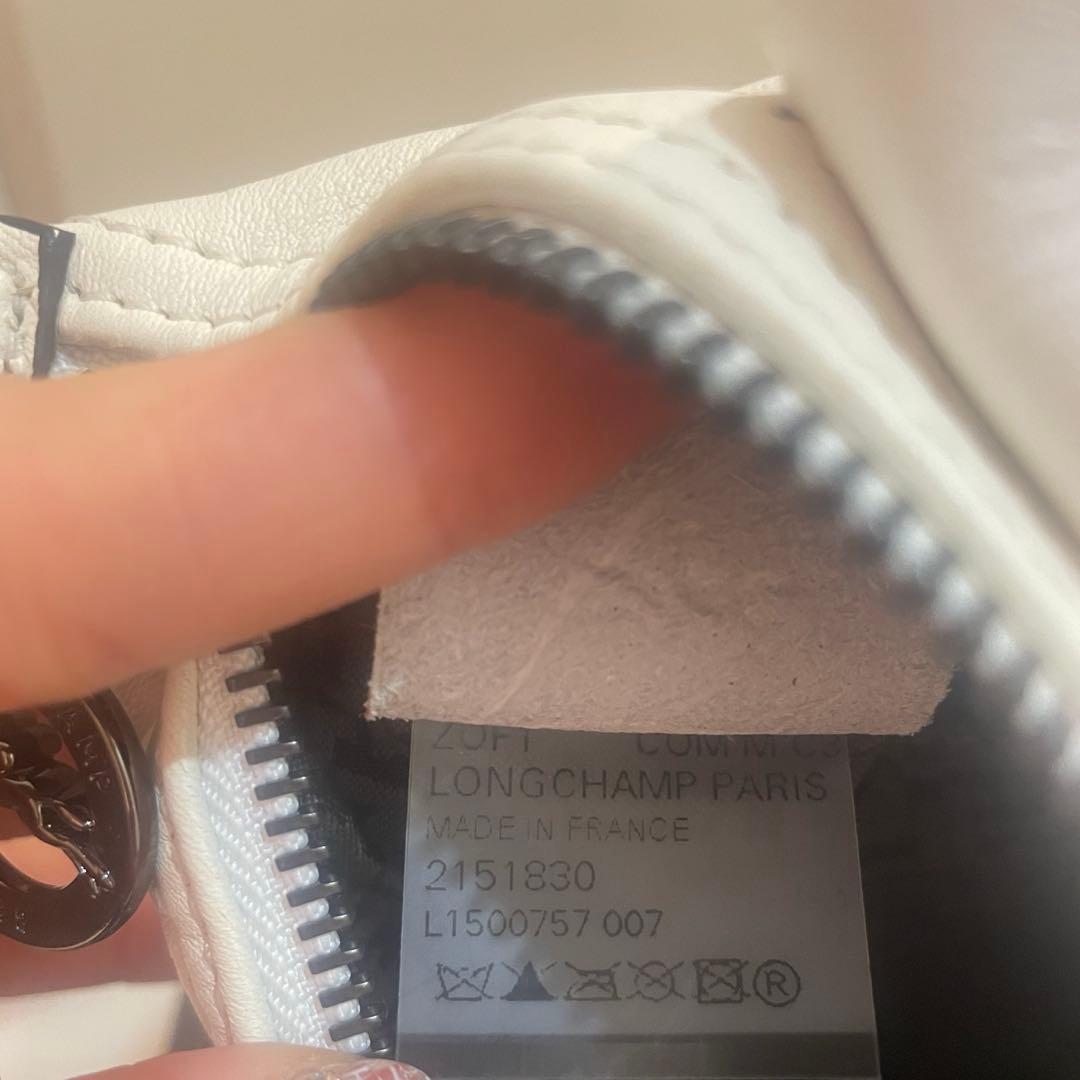 LONGCHAMP PARIS
MADE IN FRANCE
2151830
L1500757 007
®